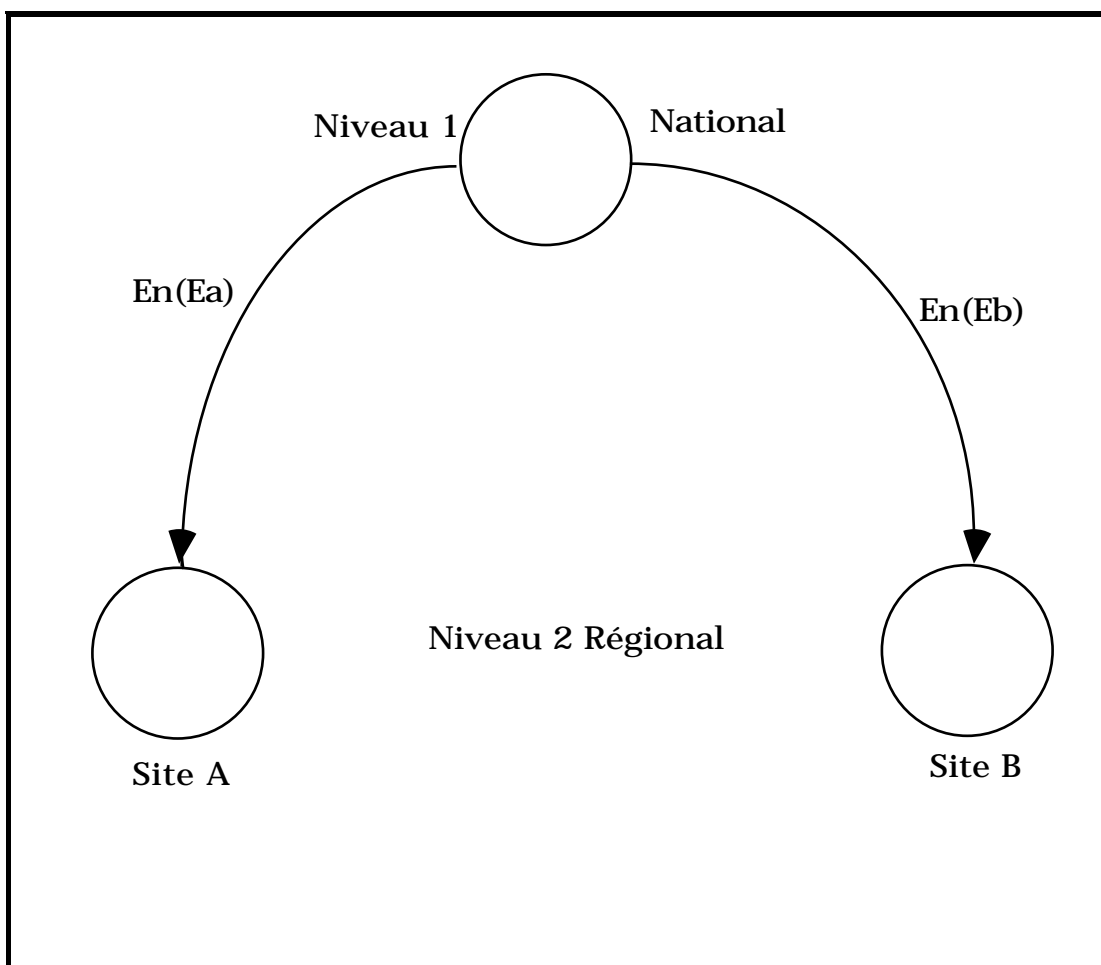 Niveau 1
National
En(Ea)
En(Eb)
Niveau 2 Régional
Site A
Site B